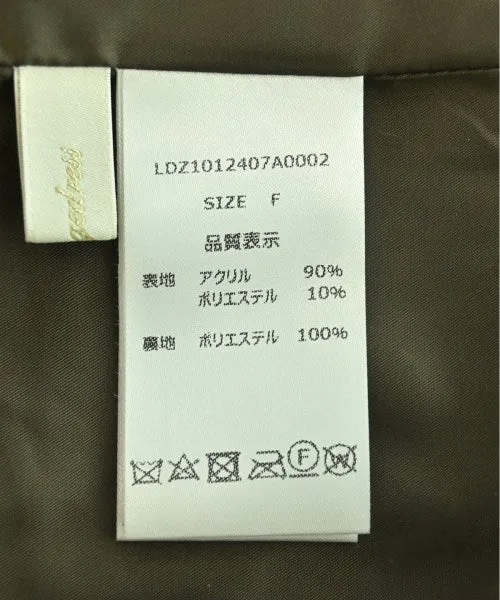 LDZ1012407A0002
SIZE F
品質表示
表地 アクリル 90%
ポリエステル 10%
裏地 ポリエステル 100%
F
W